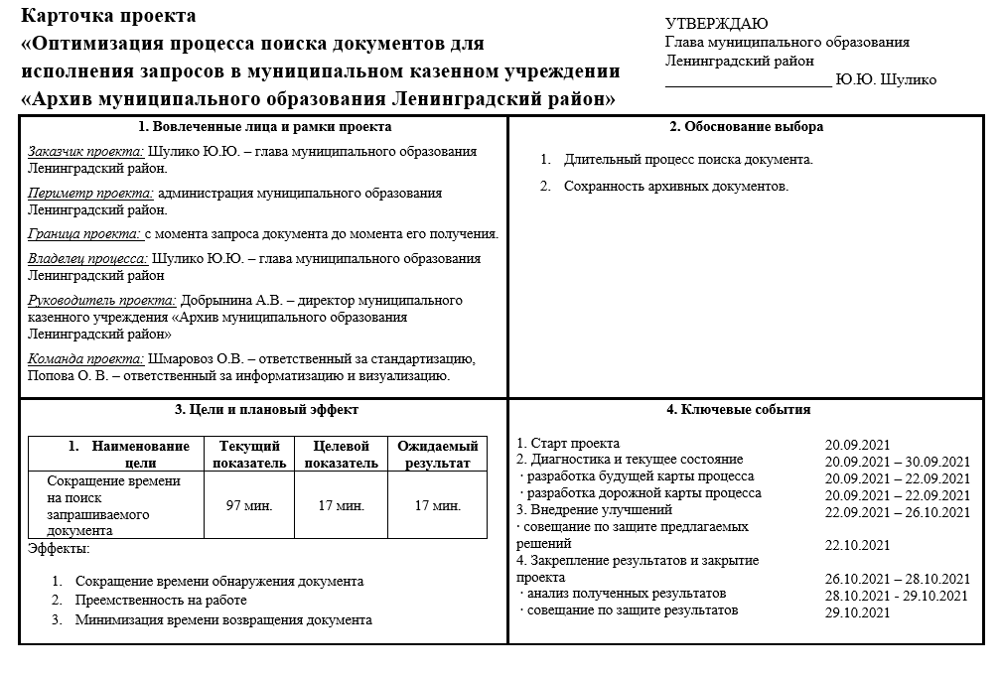 Карточка проекта
«Оптимизация процесса поиска документов для
исполнения запросов в муниципальном казенном учреждении
«Архив муниципального образования Ленинградский район»
УТВЕРЖДАЮ
Глава муниципального образования
Ленинградский район
______________________ Ю.Ю. Шулико
1. Вовлеченные лица и рамки проекта
Заказчик проекта: Шулико Ю.Ю. – глава муниципального образования
Ленинградский район.
Периметр проекта: администрация муниципального образования
Ленинградский район.
Граница проекта: с момента запроса документа до момента его получения.
Владелец процесса: Шулико Ю.Ю. – глава муниципального образования
Ленинградский район
Руководитель проекта: Добрынина А.В. – директор муниципального
казенного учреждения «Архив муниципального образования
Ленинградский район»
Команда проекта: Шмаровоз О.В. – ответственный за стандартизацию,
Попова О. В. – ответственный за информатизацию и визуализацию.
2. Обоснование выбора
1. Длительный процесс поиска документа.
2. Сохранность архивных документов.
3. Цели и плановый эффект
1. Наименование цели
Текущий показатель
Целевой показатель
Ожидаемый результат
Сокращение времени
на поиск
запрашиваемого
документа
97 мин.
17 мин.
17 мин.
Эффекты:
1. Сокращение времени обнаружения документа
2. Преемственность на работе
3. Минимизация времени возвращения документа
4. Ключевые события
1. Старт проекта 20.09.2021
2. Диагностика и текущее состояние 20.09.2021 – 30.09.2021
· разработка будущей карты процесса 20.09.2021 – 22.09.2021
· разработка дорожной карты процесса 20.09.2021 – 22.09.2021
3. Внедрение улучшений 22.09.2021 – 26.10.2021
· совещание по защите предлагаемых
решений 22.10.2021
4. Закрепление результатов и закрытие
проекта 26.10.2021 – 28.10.2021
· анализ полученных результатов 28.10.2021 - 29.10.2021
· совещание по защите результатов 29.10.2021